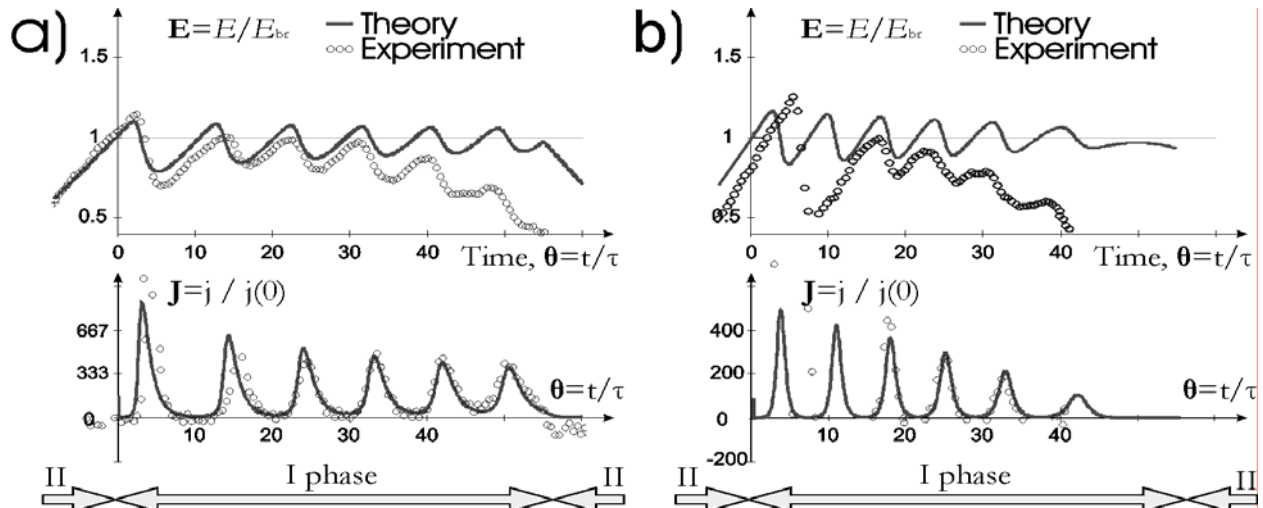 a)
E=E/Ebr
Theory
Experiment
1.5
1
0.5
0 10 20 30 40
Time, θ=t/τ
J=j / j(0)
667
333
0
θ=t/τ
10 20 30 40
II I phase II
b)
E=E/Ebr
Theory
Experiment
1.5
1
0.5
0 10 20 30 40
Time, θ=t/τ
J=j / j(0)
400
200
0
-200
θ=t/τ
10 20 30 40
II I phase II